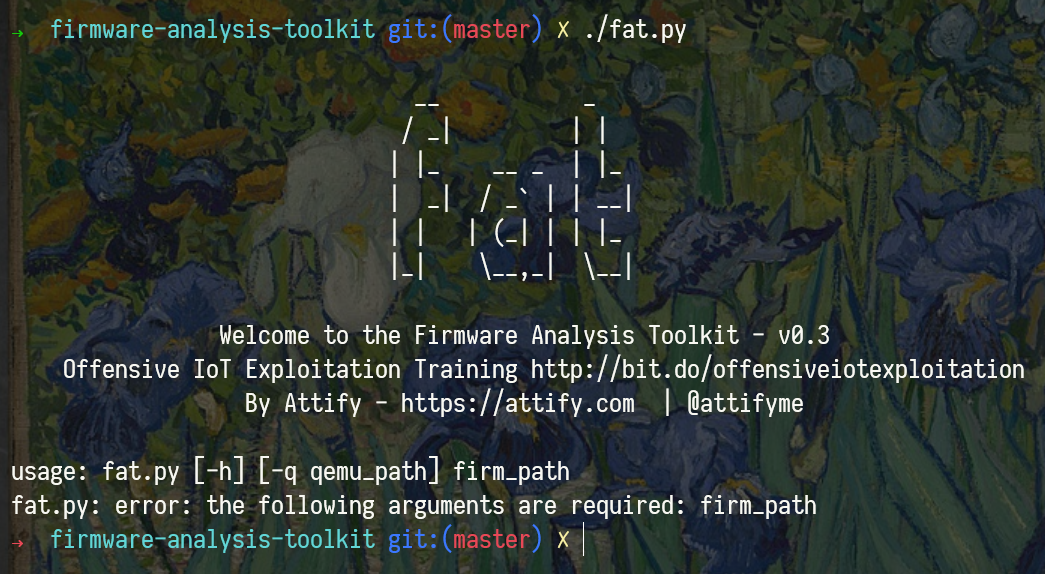 →  firmware-analysis-toolkit git:(master) ✗ ./fat.py
                               __           _
                              / _|         | |
                             | |_    __ _  | |_
                             |  _|  / _` | | __|
                             | |   | (_| | | |_
                             |_|    \__,_|  \__|
                Welcome to the Firmware Analysis Toolkit - v0.3
    Offensive IoT Exploitation Training http://bit.do/offensiveiotexploitation
                  By Attify - https://attify.com  | @attifyme
usage: fat.py [-h] [-q qemu_path] firm_path
fat.py: error: the following arguments are required: firm_path
→  firmware-analysis-toolkit git:(master) ✗